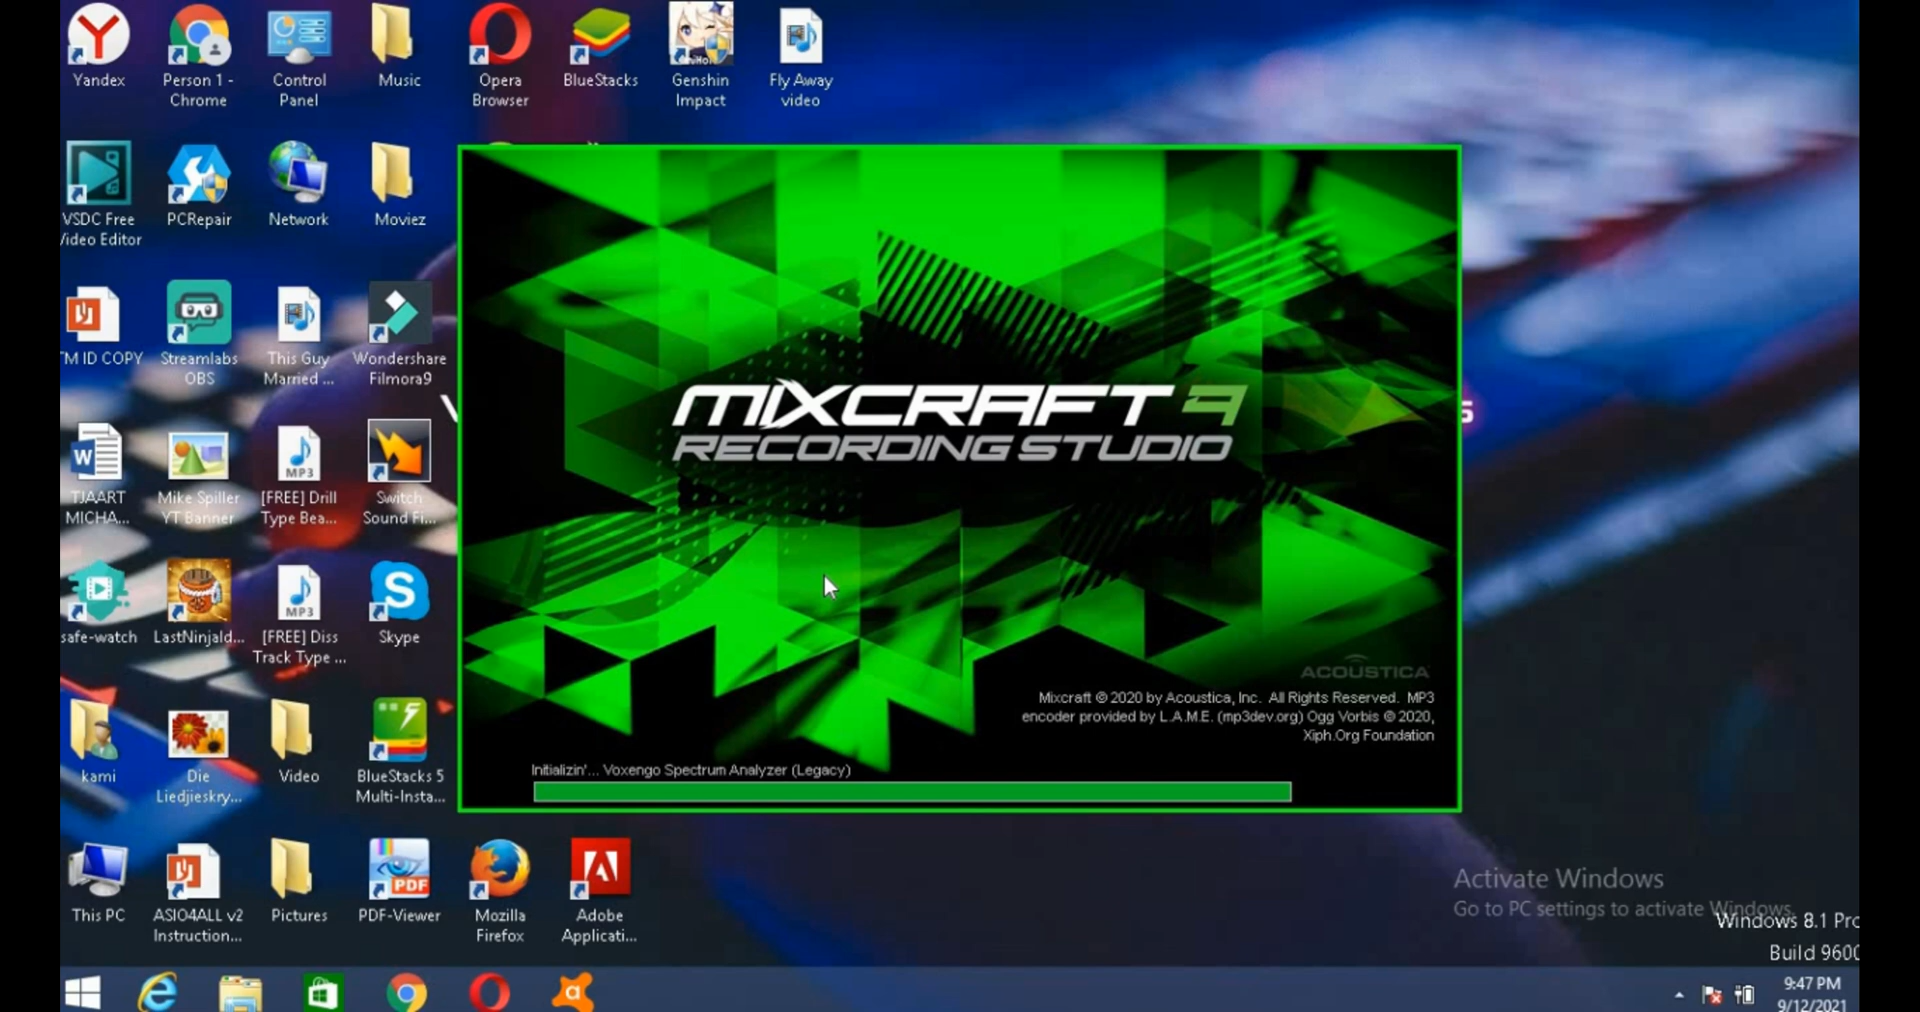 Yandex
Person 1 -
Chrome
Control
Panel
Music
Opera
Browser
BlueStacks
Genshin
Impact
Fly Away
video
VSDC Free
Video Editor
PCRepair
Network
Moviez
TM ID COPY
Streamlabs
OBS
This Guy
Married ...
Wondershare
Filmora9
TJAART
MICHA...
Mike Spiller
YT Banner
MP3
[FREE] Drill
Type Bea...
Switch
Sound Fi...
safe-watch
LastNinjald...
MP3
[FREE] Diss
Track Type ...
Skype
kami
Die
Liedjieskry...
Video
BlueStacks 5
Multi-Insta...
This PC
ASIO4ALL v2
Instruction...
Pictures
PDF
PDF-Viewer
Mozilla
Firefox
Adobe
Applicati...
MIXCRAFT 9
RECORDING STUDIO
ACOUSTICA
Mixcraft © 2020 by Acoustica, Inc. All Rights Reserved. MP3
encoder provided by L.A.M.E. (mp3dev.org) Ogg Vorbis © 2020,
Xiph.Org Foundation
Initializin'... Voxengo Spectrum Analyzer (Legacy)
Activate Windows
Go to PC settings to activate Windows.
Windows 8.1 Pro
Build 9600
9:47 PM
9/12/2021